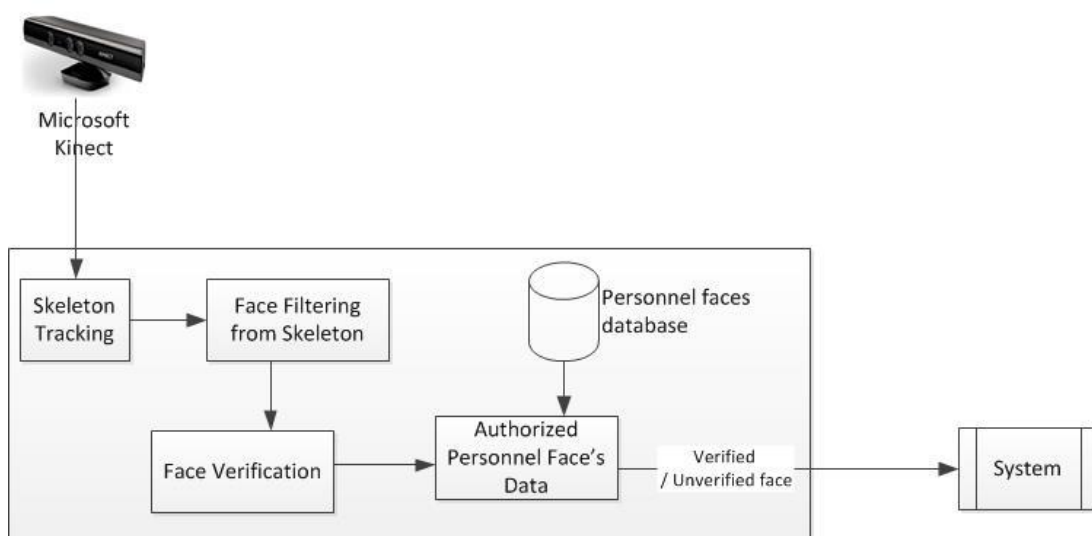 Microsoft
Kinect
Skeleton
Tracking
Face Filtering
from Skeleton
Personnel faces
database
Face Verification
Authorized
Personnel Face's
Data
Verified
/ Unverified face
System